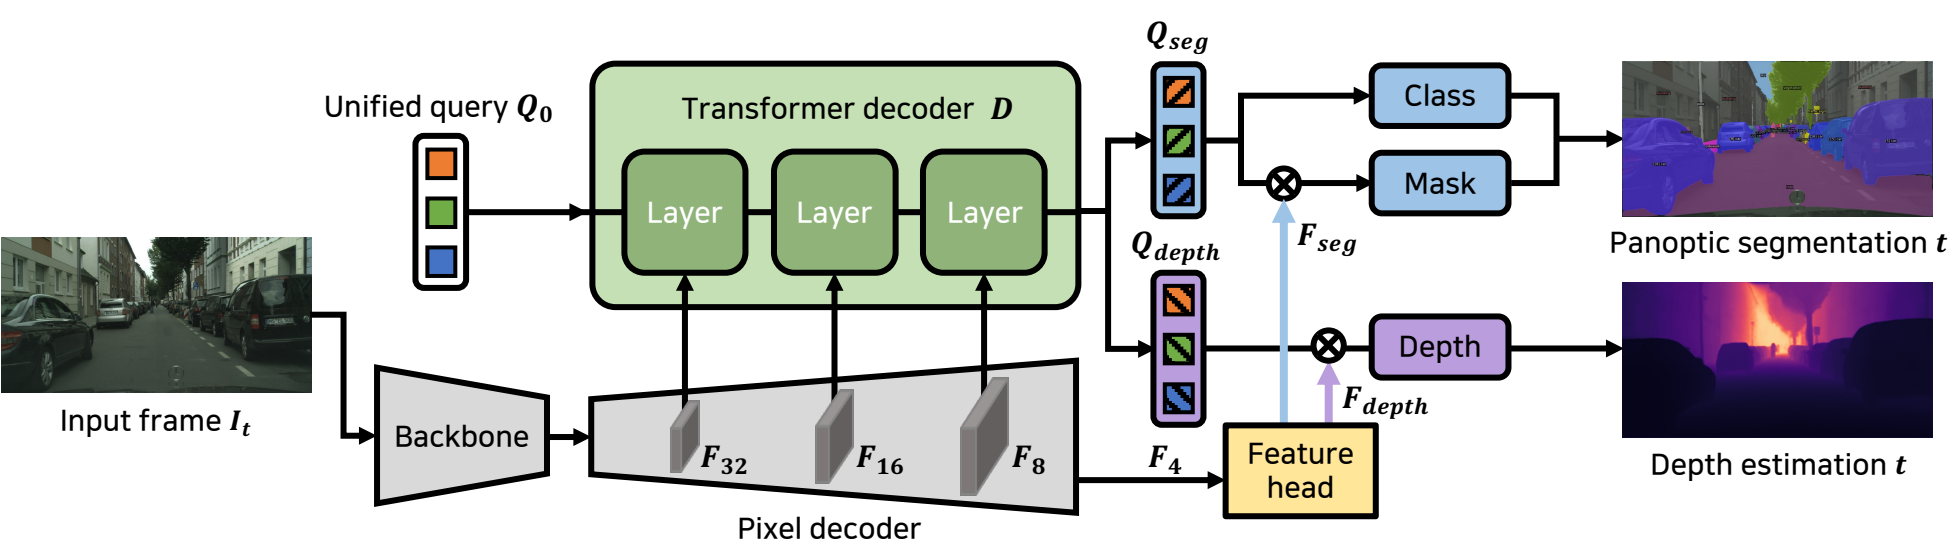 Q_seg
Unified query Q_0
Transformer decoder D
Class
Layer
Layer
Layer
Mask
F_seg
Panoptic segmentation t
Q_depth
Input frame I_t
Backbone
Depth
F_depth
F_32
F_16
F_8
F_4
Feature
head
Depth estimation t
Pixel decoder